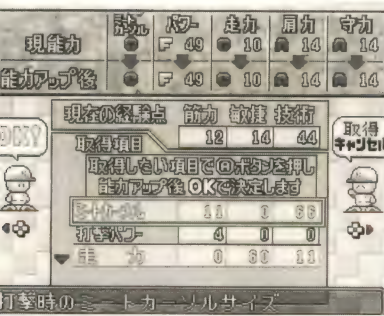 ミート カーソル パワー 走力 肩力 守力
現能力 F 49 10 14 14
能力アップ後 F 49 10 14 14
現在の経験点 筋力 敏捷 技術
取得項目 12 14 44
取得したい項目でⒶボタンを押し
能力アップ後OKで決定します
OK!
取得
キャンセル
ミートカーソル 11 0 66
打撃パワー 4 0 0
走 力 0 60 11
打撃時のミートカーソルサイズ